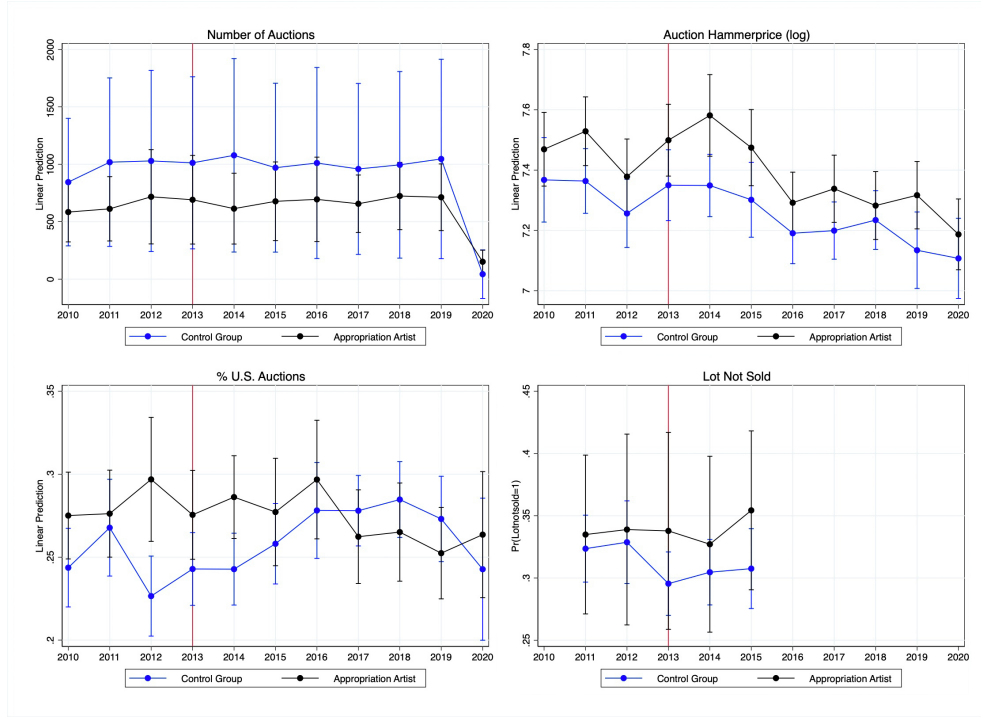 Number of Auctions
Linear Prediction
2000
1500
1000
500
0
2010 2011 2012 2013 2014 2015 2016 2017 2018 2019 2020
Control Group Appropriation Artist
Auction Hammerprice (log)
Linear Prediction
7.8
7.6
7.4
7.2
7
2010 2011 2012 2013 2014 2015 2016 2017 2018 2019 2020
Control Group Appropriation Artist
% U.S. Auctions
Linear Prediction
.35
.3
.25
.2
2010 2011 2012 2013 2014 2015 2016 2017 2018 2019 2020
Control Group Appropriation Artist
Lot Not Sold
Pr(Lotnotsold=1)
.45
.4
.35
.3
.25
2010 2011 2012 2013 2014 2015 2016 2017 2018 2019 2020
Control Group Appropriation Artist